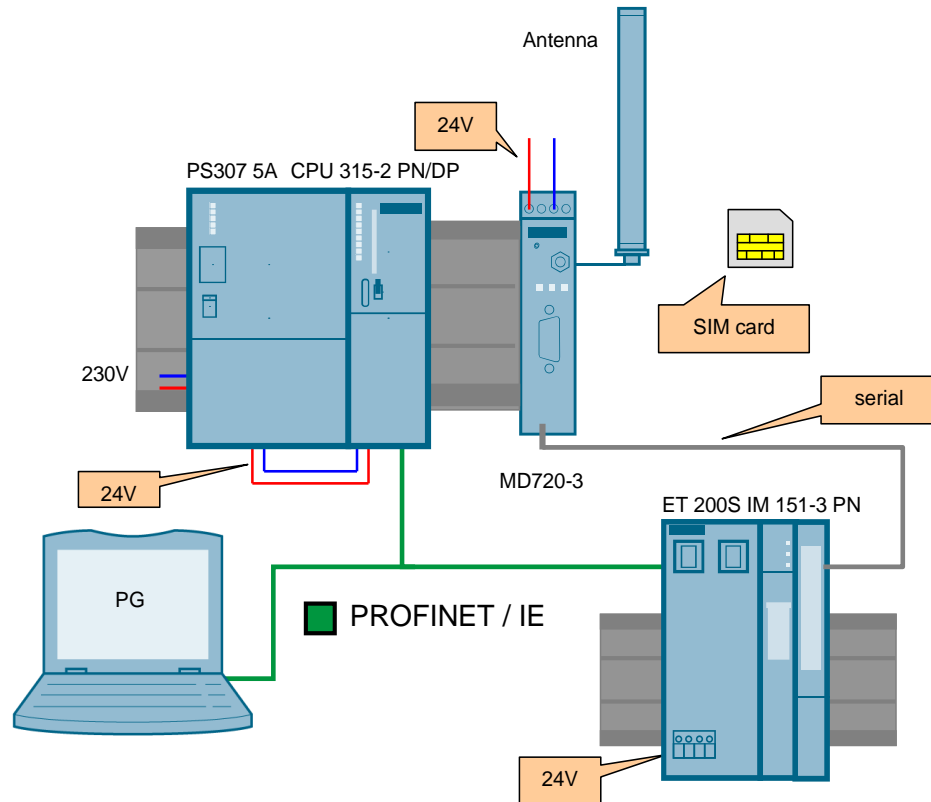 Antenna
24V
PS307 5A CPU 315-2 PN/DP
SIM card
230V
serial
24V
MD720-3
ET 200S IM 151-3 PN
PG
PROFINET / IE
24V